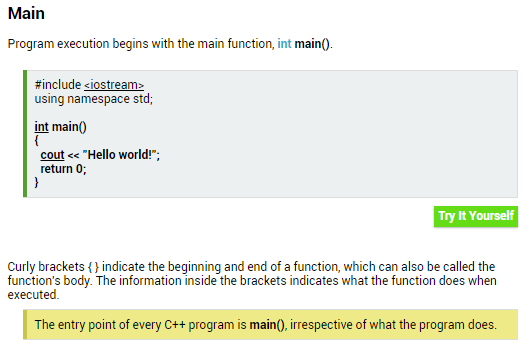 Main
Program execution begins with the main function, int main().
#include <iostream>
using namespace std;
int main()
{
cout << "Hello world!";
return 0;
}
Try It Yourself
Curly brackets { } indicate the beginning and end of a function, which can also be called the
function's body. The information inside the brackets indicates what the function does when
executed.
The entry point of every C++ program is main(), irrespective of what the program does.